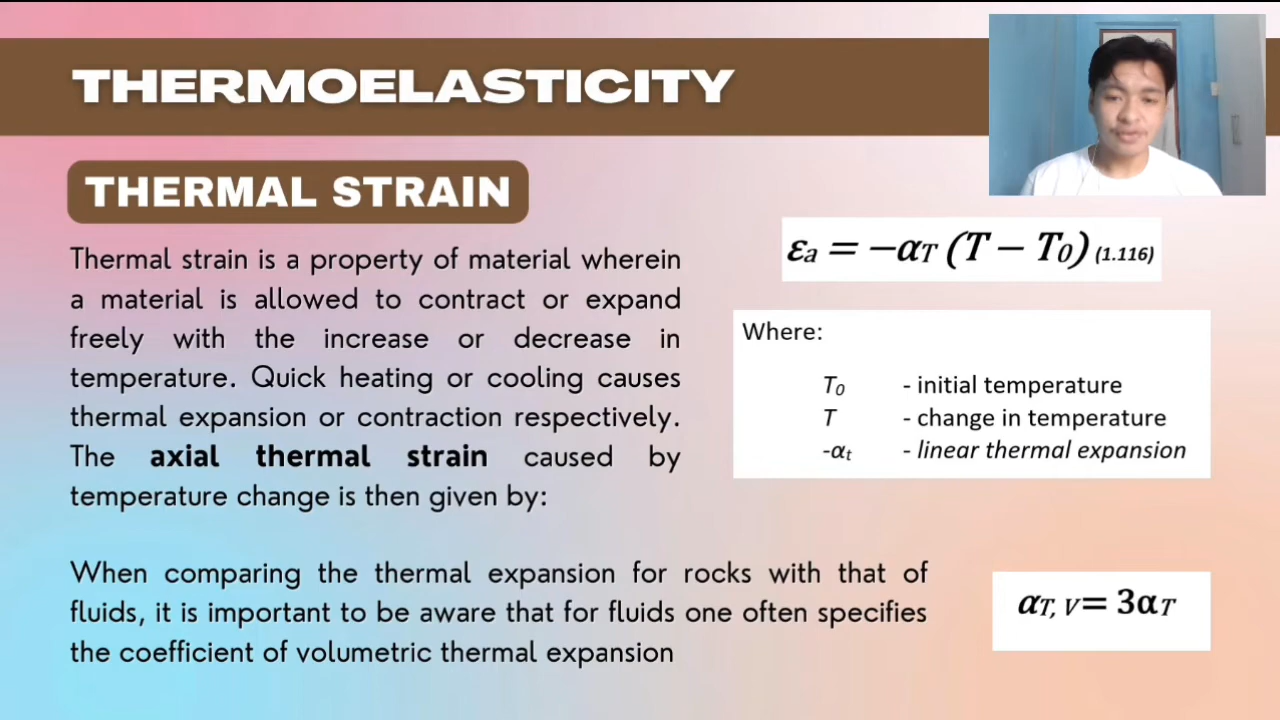 THERMOELASTICITY
THERMAL STRAIN
Thermal strain is a property of material wherein
a material is allowed to contract or expand
freely with the increase or decrease in
temperature. Quick heating or cooling causes
thermal expansion or contraction respectively.
The axial thermal strain caused by
temperature change is then given by:
εa = −αT (T − T0) (1.116)
Where:
T0 - initial temperature
T - change in temperature
-αt - linear thermal expansion
When comparing the thermal expansion for rocks with that of
fluids, it is important to be aware that for fluids one often specifies
the coefficient of volumetric thermal expansion
αT, V= 3αT